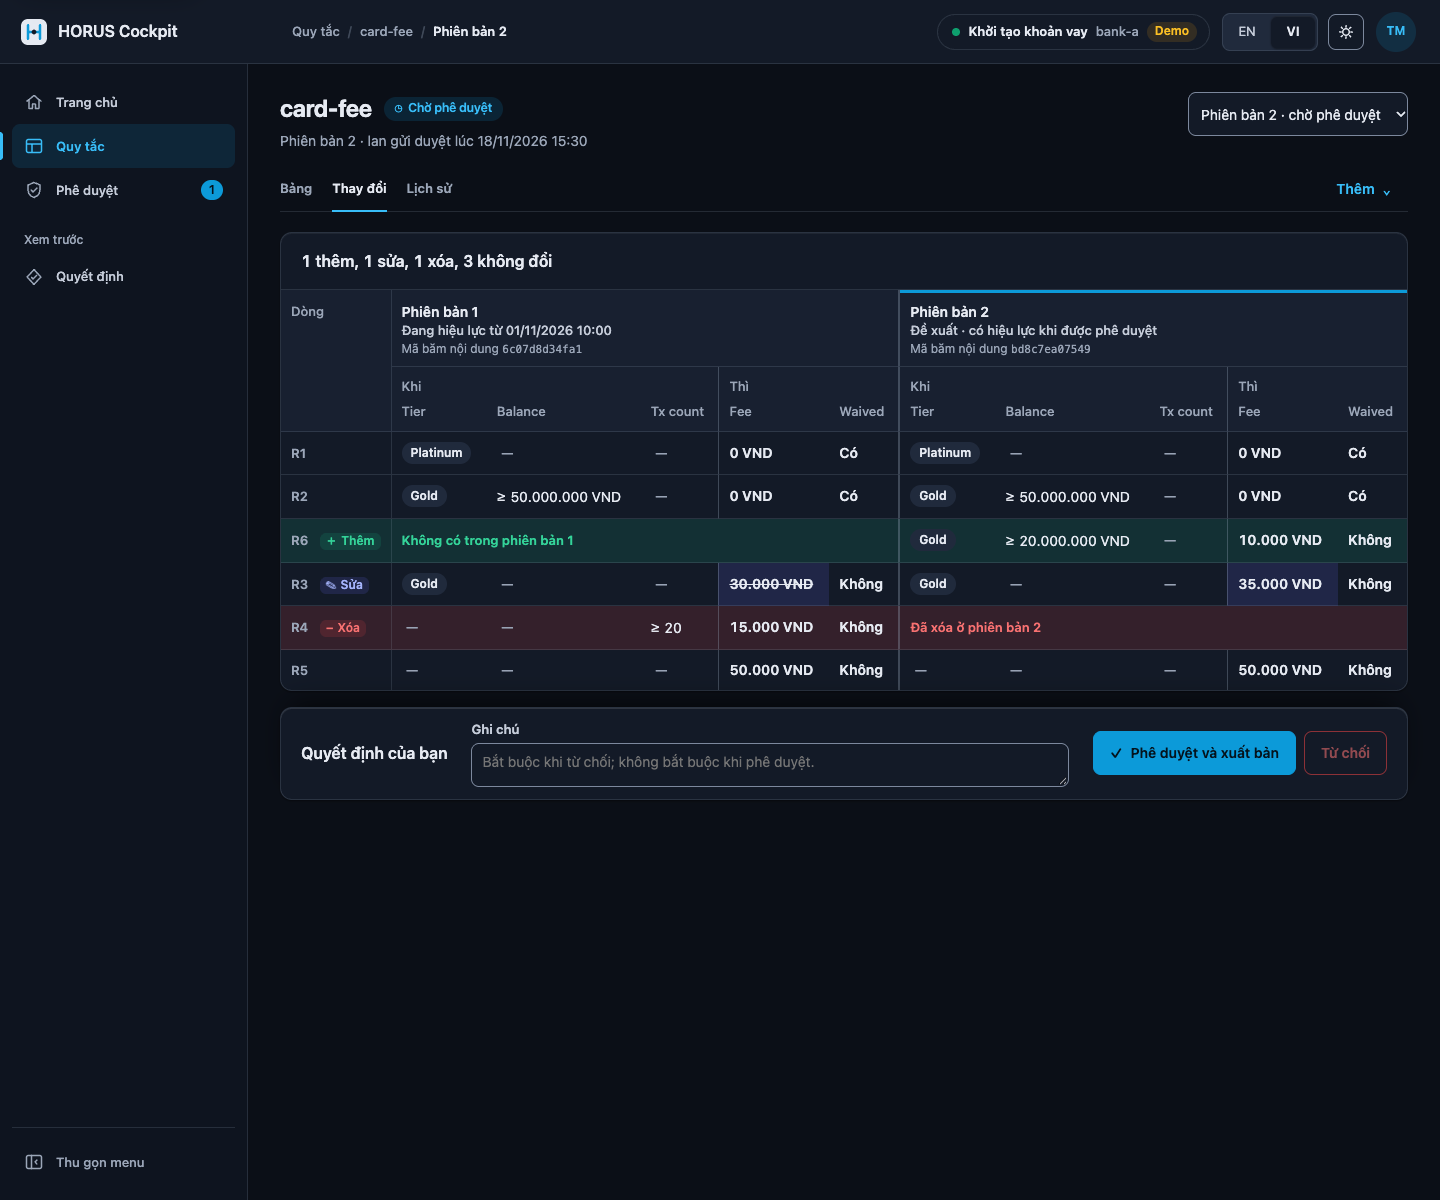 HORUS Cockpit
Quy tắc / card-fee / Phiên bản 2
Khởi tạo khoản vay bank-a Demo
EN VI
TM
Trang chủ
Quy tắc
Phê duyệt 1
Xem trước
Quyết định
Thu gọn menu
card-fee Chờ phê duyệt
Phiên bản 2 · chờ phê duyệt
Phiên bản 2 · lan gửi duyệt lúc 18/11/2026 15:30
Bảng Thay đổi Lịch sử Thêm
1 thêm, 1 sửa, 1 xóa, 3 không đổi
Dòng Phiên bản 1 Phiên bản 2
Đang hiệu lực từ 01/11/2026 10:00 Đề xuất · có hiệu lực khi được phê duyệt
Mã băm nội dung 6c07d8d34fa1 Mã băm nội dung bd8c7ea07549
Khi Thì Khi Thì
Tier Balance Tx count Fee Waived Tier Balance Tx count Fee Waived
R1 Platinum — — 0 VND Có Platinum — — 0 VND Có
R2 Gold ≥ 50.000.000 VND — 0 VND Có Gold ≥ 50.000.000 VND — 0 VND Có
R6 + Thêm Không có trong phiên bản 1 Gold ≥ 20.000.000 VND — 10.000 VND Không
R3 ✎ Sửa Gold — — 30.000 VND Không Gold — — 35.000 VND Không
R4 − Xóa — — ≥ 20 15.000 VND Không Đã xóa ở phiên bản 2
R5 — — — 50.000 VND Không — — — 50.000 VND Không
Quyết định của bạn
Ghi chú
Bắt buộc khi từ chối; không bắt buộc khi phê duyệt.
✓ Phê duyệt và xuất bản
Từ chối